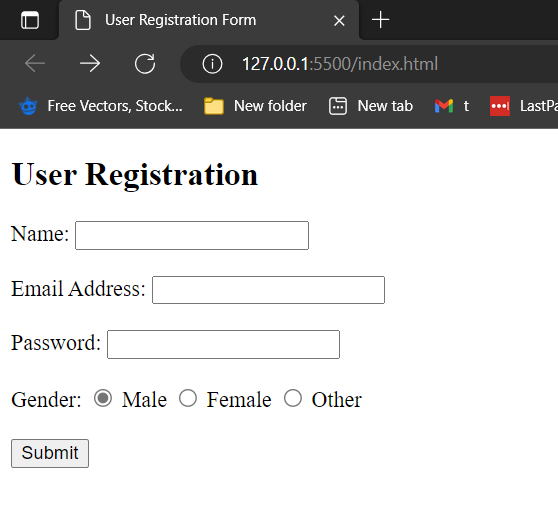 User Registration Form
127.0.0.1:5500/index.html
Free Vectors, Stock... New folder New tab t LastPa
User Registration
Name:
Email Address:
Password:
Gender: Male Female Other
Submit